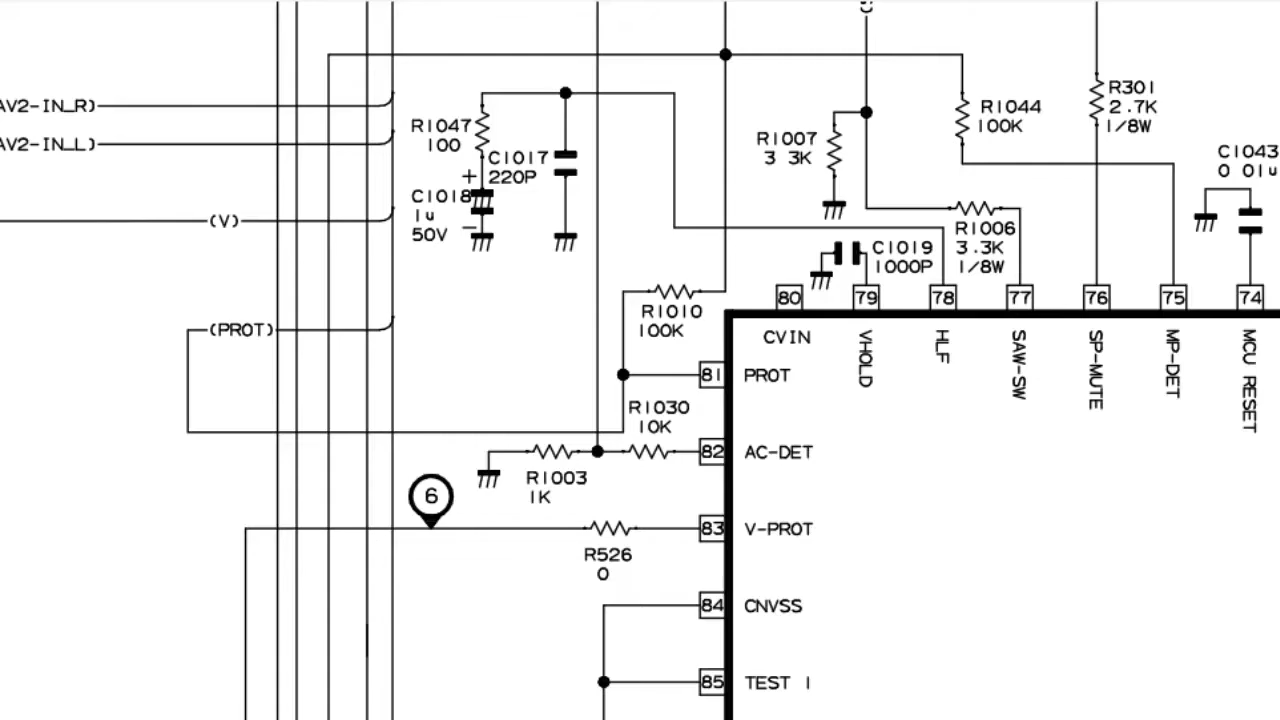 AV2-IN_R)
AV2-IN_L)
(V)
(PROT)
R1047
100
C1017
220P
+
C1018
1u
50V
-
R1007
3 3K
R1044
100K
R301
2.7K
1/8W
C1043
0 01u
R1006
3.3K
1/8W
C1019
1000P
R1010
100K
80
79
78
77
76
75
74
CVIN
VHOLD
HLF
SAW-SW
SP-MUTE
MP-DET
MCU RESET
81 PROT
R1030
10K
82 AC-DET
R1003
1K
6
83 V-PROT
R526
0
84 CNVSS
85 TEST 1